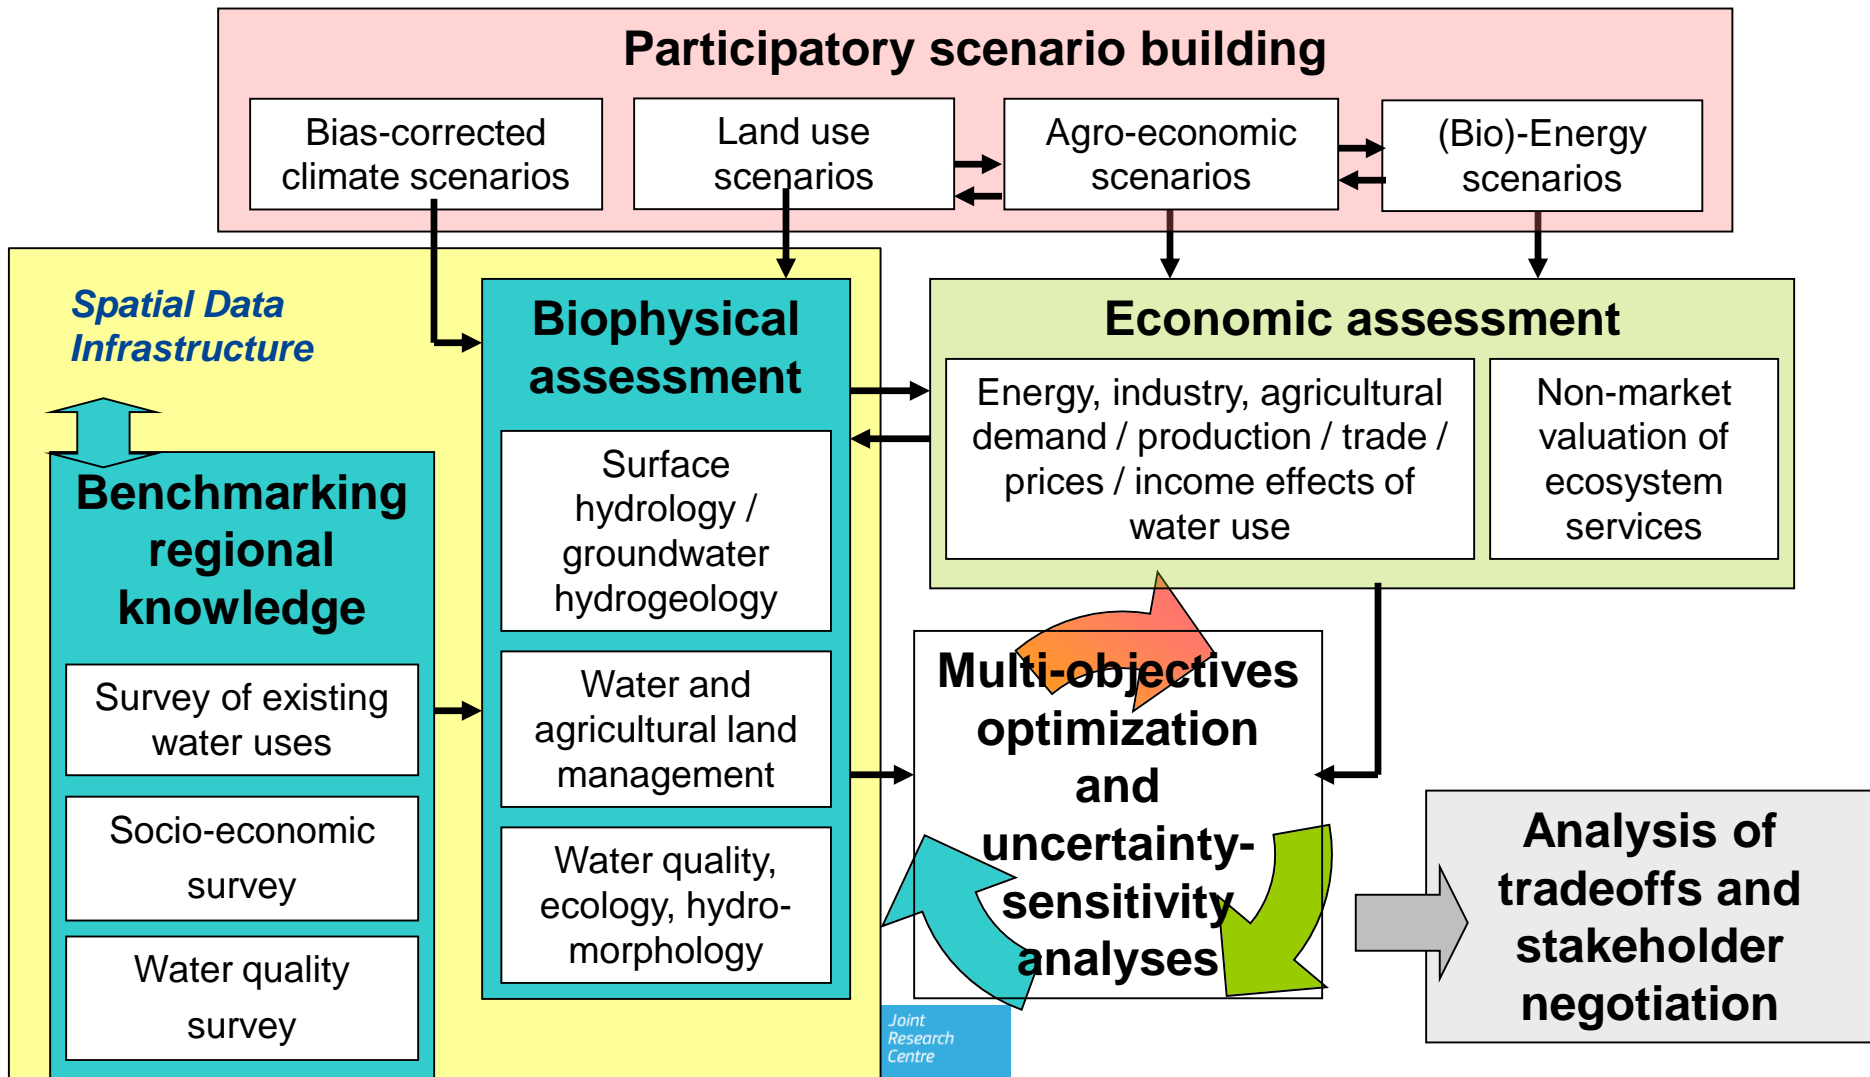 Participatory scenario building
Bias-corrected
climate scenarios
Land use
scenarios
Agro-economic
scenarios
(Bio)-Energy
scenarios
Spatial Data
Infrastructure
Benchmarking
regional
knowledge
Survey of existing
water uses
Socio-economic
survey
Water quality
survey
Biophysical
assessment
Surface
hydrology /
groundwater
hydrogeology
Water and
agricultural land
management
Water quality,
ecology, hydro-
morphology
Economic assessment
Energy, industry, agricultural
demand / production / trade /
prices / income effects of
water use
Non-market
valuation of
ecosystem
services
Multi-objectives
optimization
and
uncertainty-
sensitivity
analyses
Analysis of
tradeoffs and
stakeholder
negotiation
Joint
Research
Centre